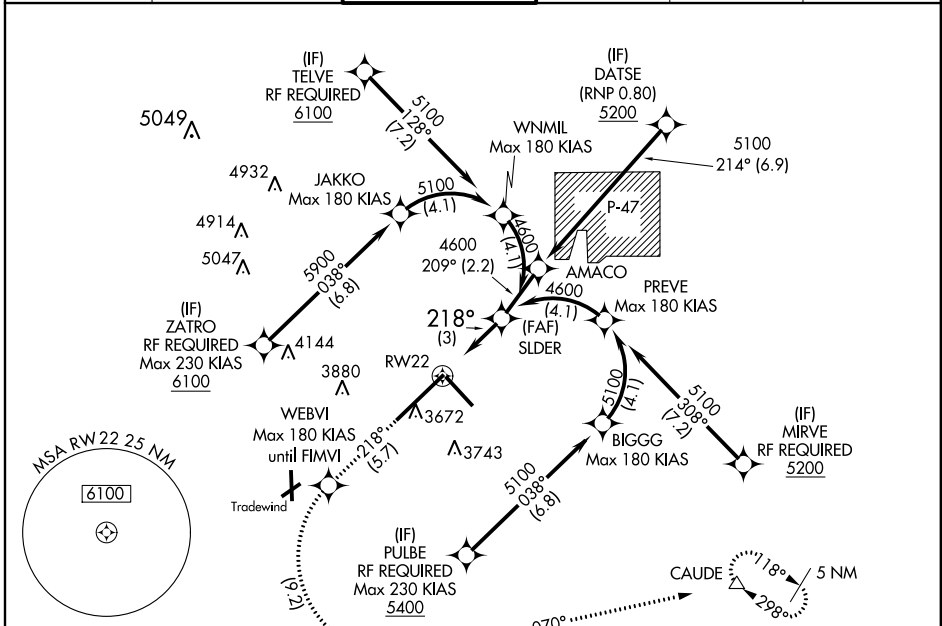 (IF)
TELVE
RF REQUIRED
6100
5100
128°
(7.2)
(IF)
DATSE
(RNP 0.80)
5200
5100
214° (6.9)
WNMIL
Max 180 KIAS
5049
4932
4914
5047
JAKKO
Max 180 KIAS
5100
(4.1)
P-47
4600
(4.1)
4600
209° (2.2)
AMACO
5900
038°
(6.8)
(IF)
ZATRO
RF REQUIRED
Max 230 KIAS
6100
4144
218°
(3)
(FAF)
SLDER
4600
(4.1)
PREVE
Max 180 KIAS
RW22
3880
3672
3743
WEBVI
Max 180 KIAS
until FIMVI
218°
(5.7)
5100
(4.1)
5100
308°
(7.2)
BIGGG
Max 180 KIAS
(IF)
MIRVE
RF REQUIRED
5200
MSA RW 22 25 NM
6100
Tradewind
(9.2)
5100
038°
(6.8)
(IF)
PULBE
RF REQUIRED
Max 230 KIAS
5400
CAUDE
118°
5 NM
298°
070°